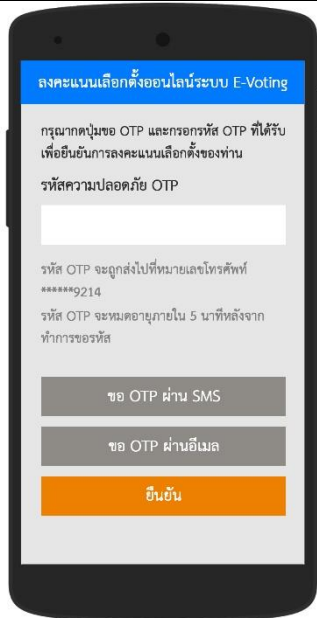 ลงคะแนนเลือกตั้งออนไลน์ระบบ E-Voting
กรุณากดปุ่มขอ OTP และกรอกรหัส OTP ที่ได้รับ
เพื่อยืนยันการลงคะแนนเลือกตั้งของท่าน
รหัสความปลอดภัย OTP
รหัส OTP จะถูกส่งไปที่หมายเลขโทรศัพท์
******9214
รหัส OTP จะหมดอายุภายใน 5 นาทีหลังจาก
ทำการขอรหัส
ขอ OTP ผ่าน SMS
ขอ OTP ผ่านอีเมล
ยืนยัน